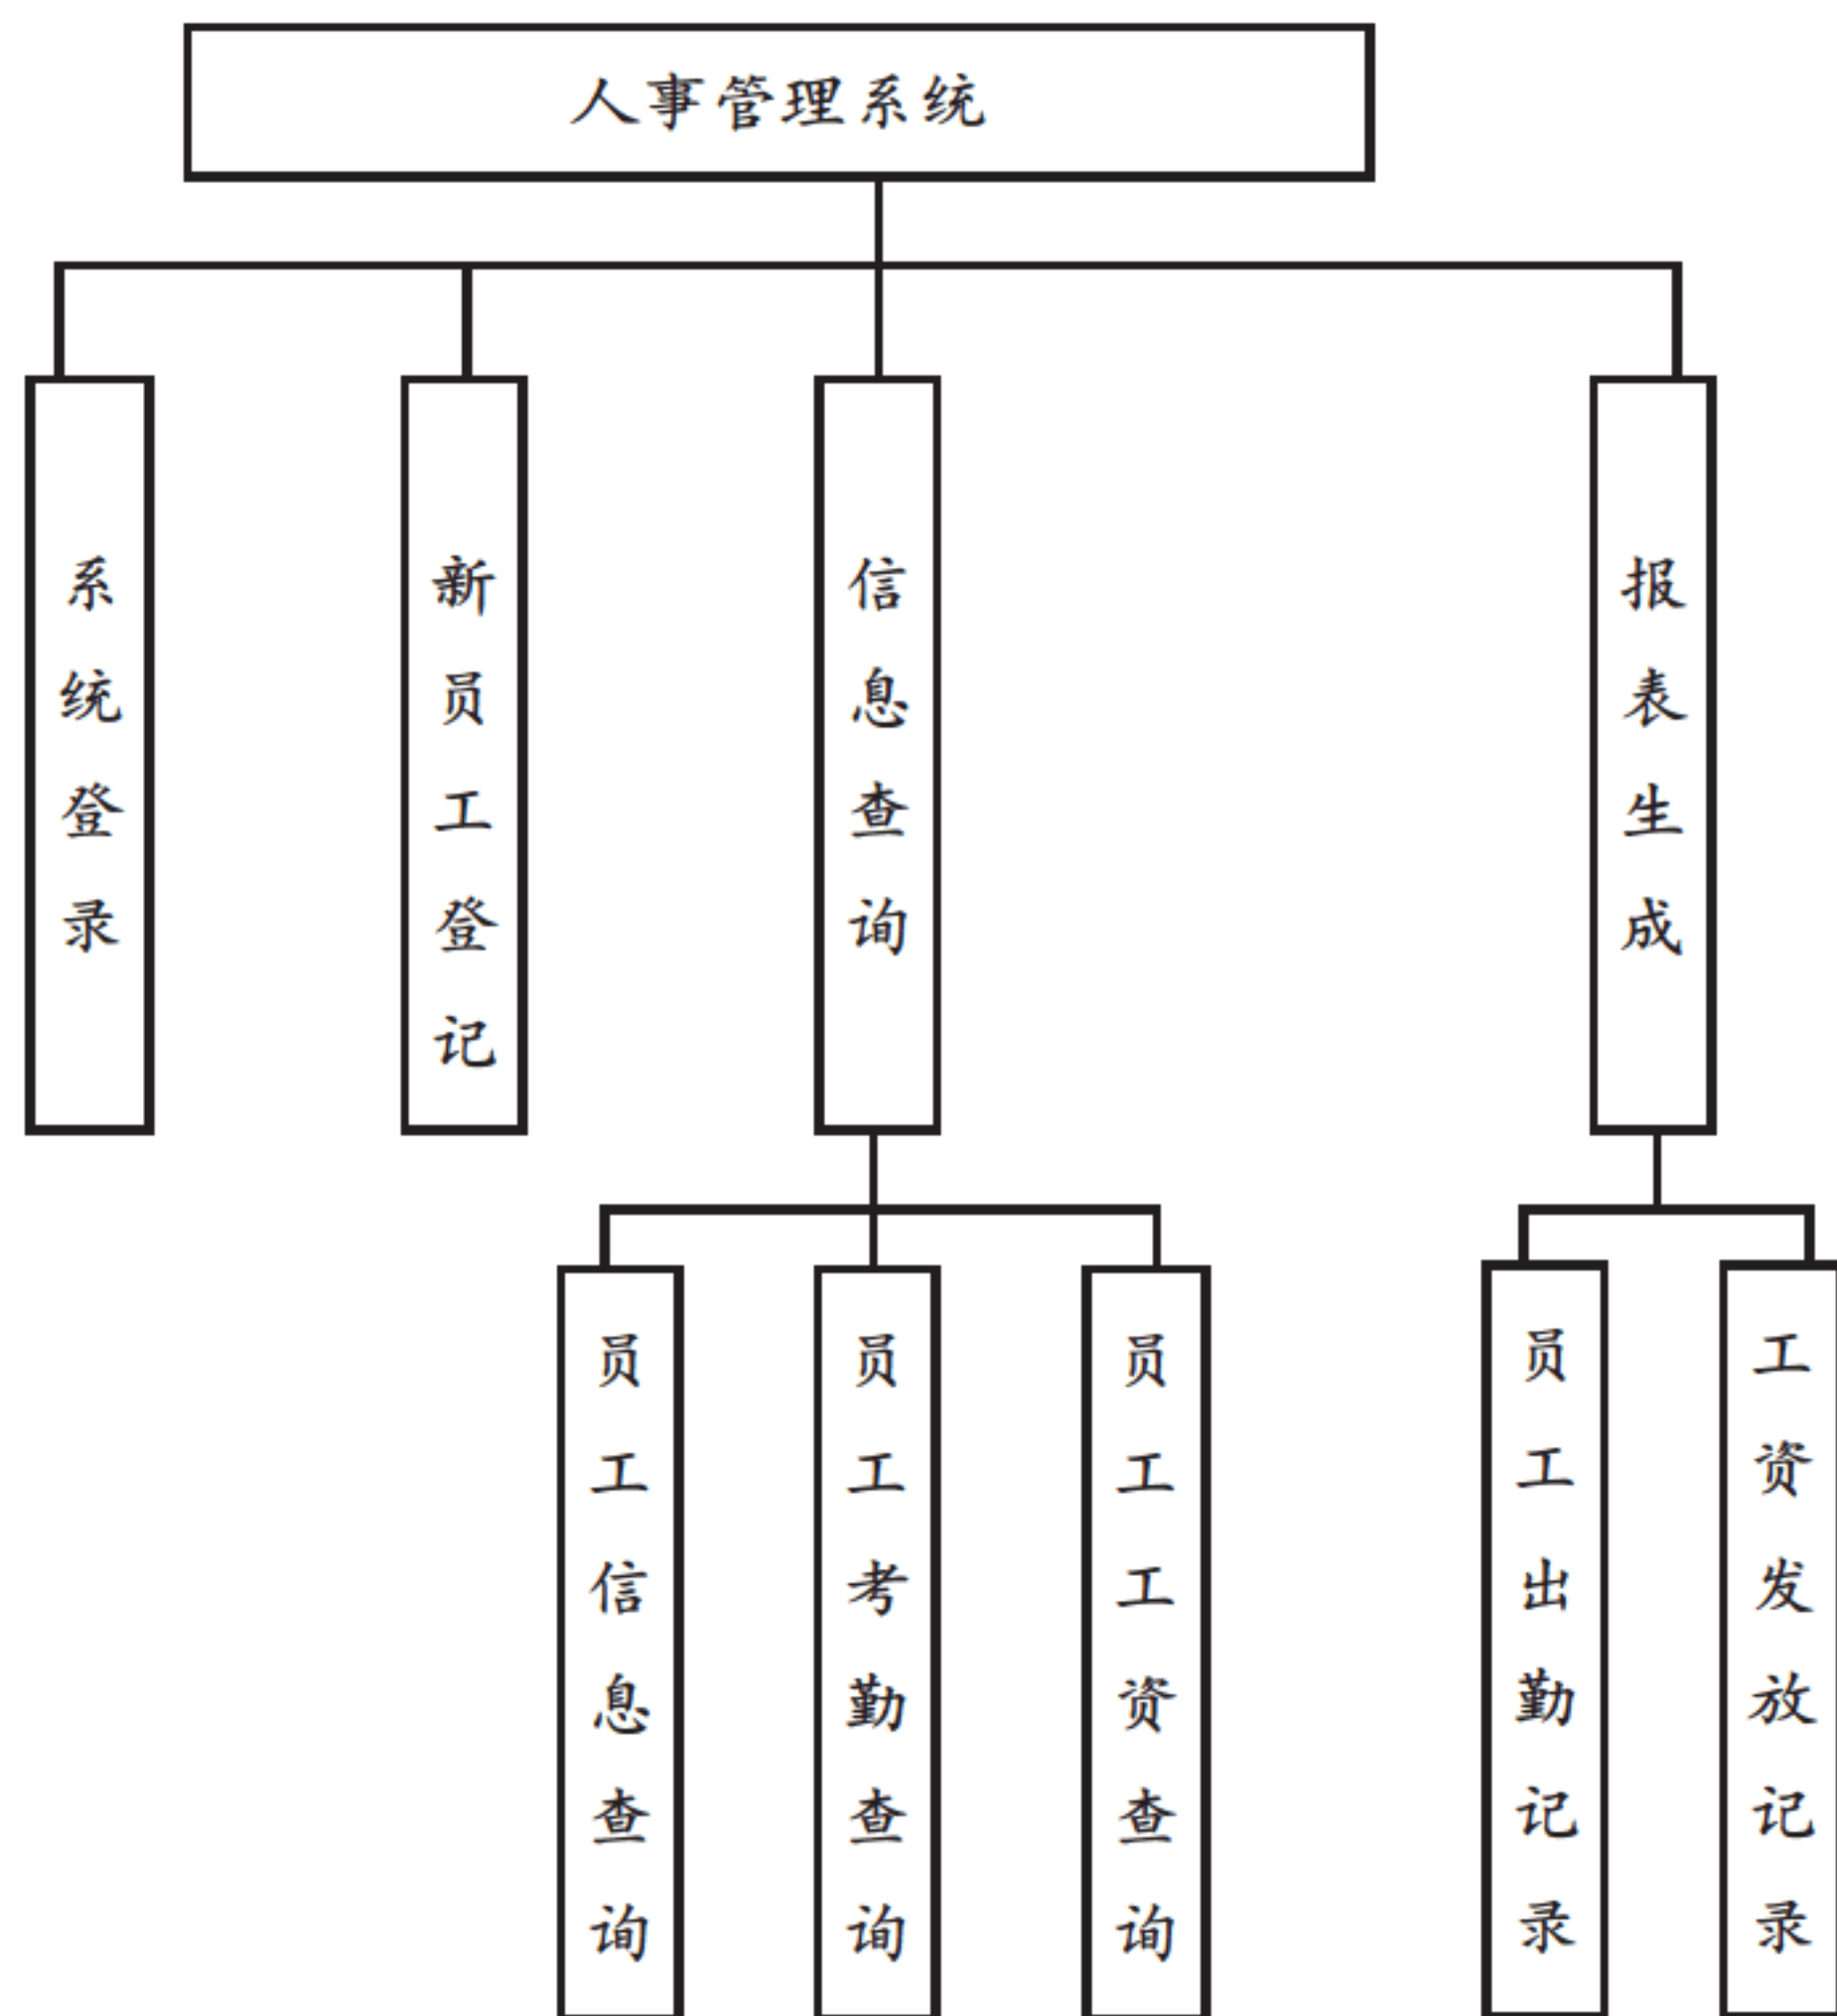 人事管理系统
系统登录
新员工登记
信息查询
报表生成
员工信息查询
员工考勤查询
员工工资查询
员工出勤记录
工资发放记录